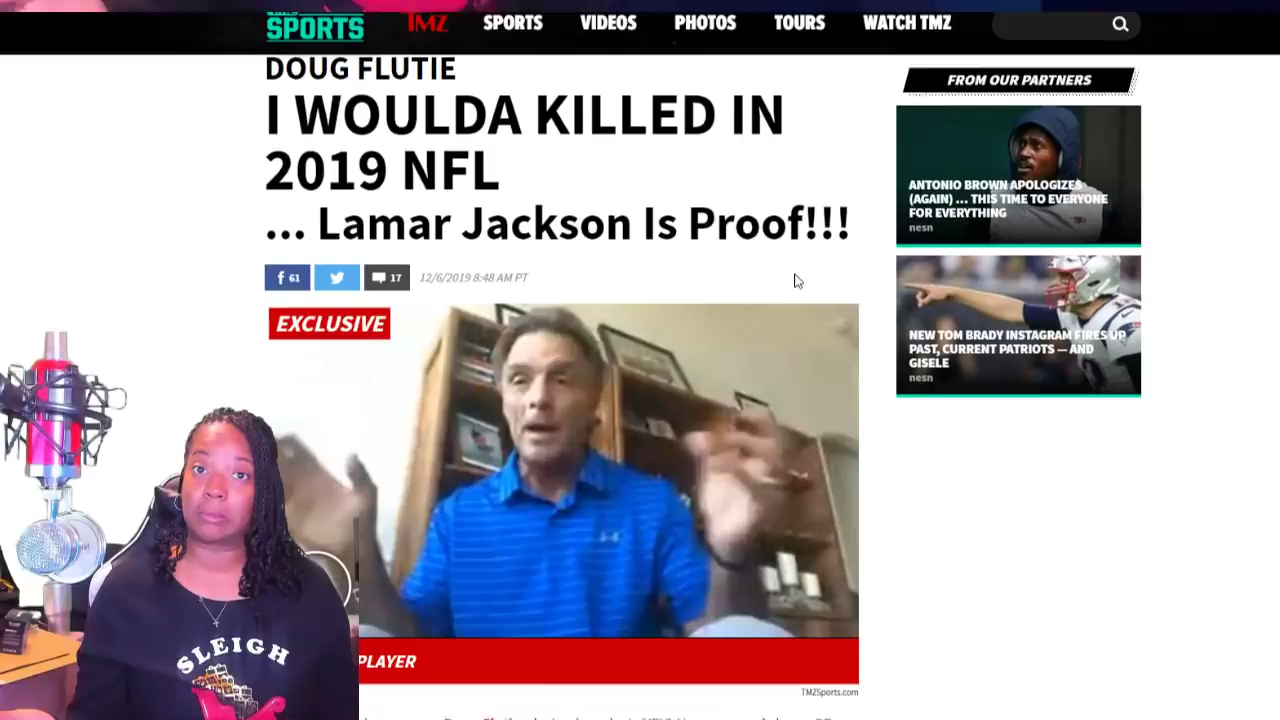 SPORTS
TMZ
SPORTS
VIDEOS
PHOTOS
TOURS
WATCH TMZ
DOUG FLUTIE
I WOULDA KILLED IN
2019 NFL
... Lamar Jackson Is Proof!!!
61
17
12/6/2019 8:48 AM PT
EXCLUSIVE
PLAYER
TMZSports.com
SLEIGH
FROM OUR PARTNERS
ANTONIO BROWN APOLOGIZES
(AGAIN) ... THIS TIME TO EVERYONE
FOR EVERYTHING
nesn
NEW TOM BRADY INSTAGRAM FIRES UP
PAST, CURRENT PATRIOTS — AND
GISELE
nesn